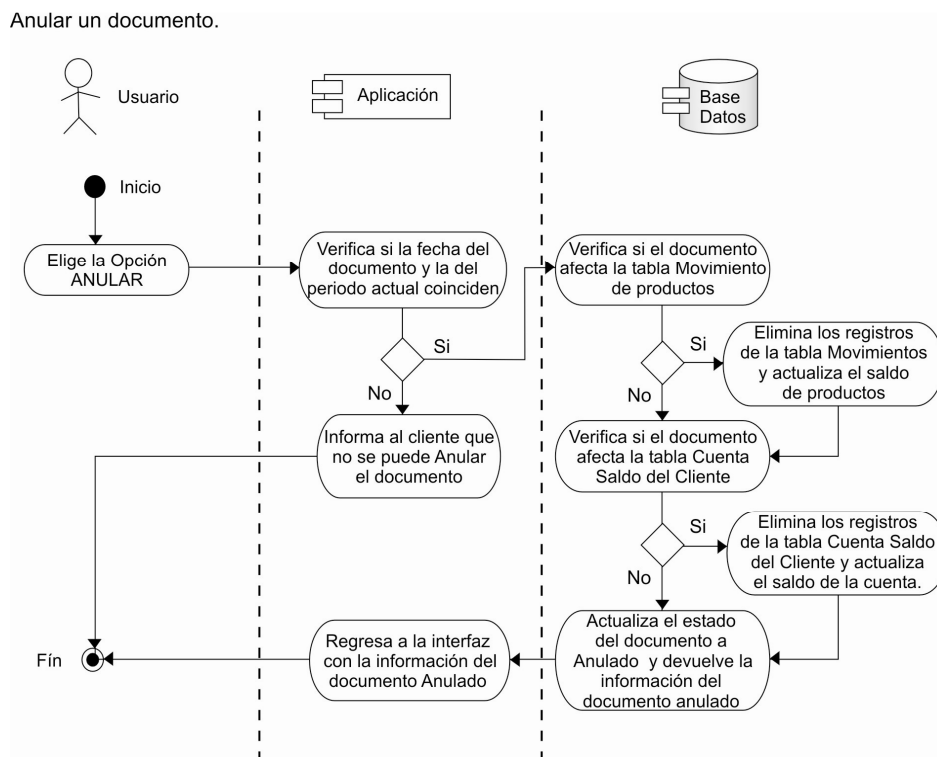 Anular un documento.
Usuario
Aplicación
Base
Datos
Inicio
Elige la Opción
ANULAR
Verifica si la fecha del
documento y la del
periodo actual coinciden
Si
No
Informa al cliente que
no se puede Anular
el documento
Verifica si el documento
afecta la tabla Movimiento
de productos
Si
No
Elimina los registros
de la tabla Movimientos
y actualiza el saldo
de productos
Verifica si el documento
afecta la tabla Cuenta
Saldo del Cliente
Si
No
Elimina los registros
de la tabla Cuenta Saldo
del Cliente y actualiza
el saldo de la cuenta.
Actualiza el estado
del documento a
Anulado y devuelve la
información del
documento anulado
Regresa a la interfaz
con la información del
documento Anulado
Fín